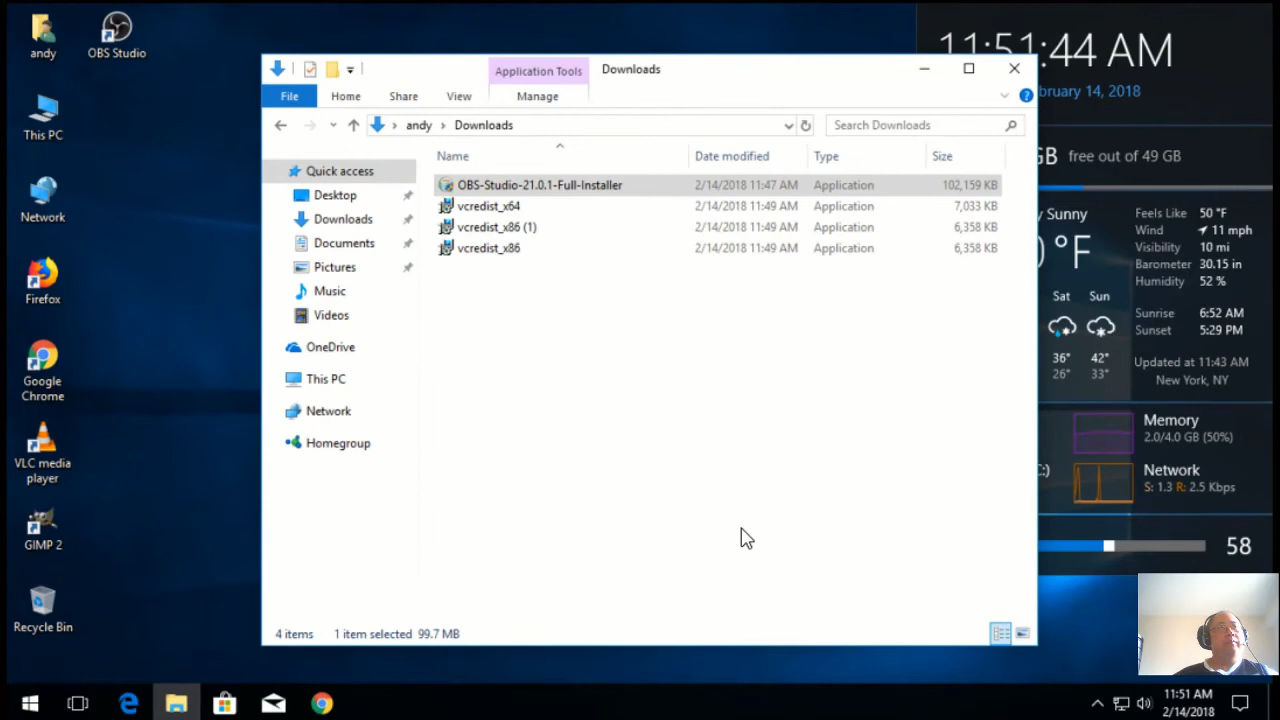 andy
OBS Studio
This PC
Network
Firefox
Google
Chrome
VLC media
player
GIMP 2
Recycle Bin
Application Tools
Downloads
File
Home
Share
View
Manage
andy
Downloads
Search Downloads
Quick access
Desktop
Downloads
Documents
Pictures
Music
Videos
OneDrive
This PC
Network
Homegroup
Name Date modified Type Size
OBS-Studio-21.0.1-Full-Installer 2/14/2018 11:47 AM Application 102,159 KB
vcredist_x64 2/14/2018 11:49 AM Application 7,033 KB
vcredist_x86 (1) 2/14/2018 11:49 AM Application 6,358 KB
vcredist_x86 2/14/2018 11:49 AM Application 6,358 KB
4 items 1 item selected 99.7 MB
11:51:44 AM
bruary 14, 2018
GB free out of 49 GB
y Sunny
0°F
Feels Like 50 °F
Wind 11 mph
Visibility 10 mi
Barometer 30.15 in
Humidity 52 %
Sat Sun
36° 42°
26° 33°
Sunrise 6:52 AM
Sunset 5:29 PM
Updated at 11:43 AM
New York, NY
Memory
2.0/4.0 GB (50%)
C:)
Network
S: 1.3 R: 2.5 Kbps
58
11:51 AM
2/14/2018